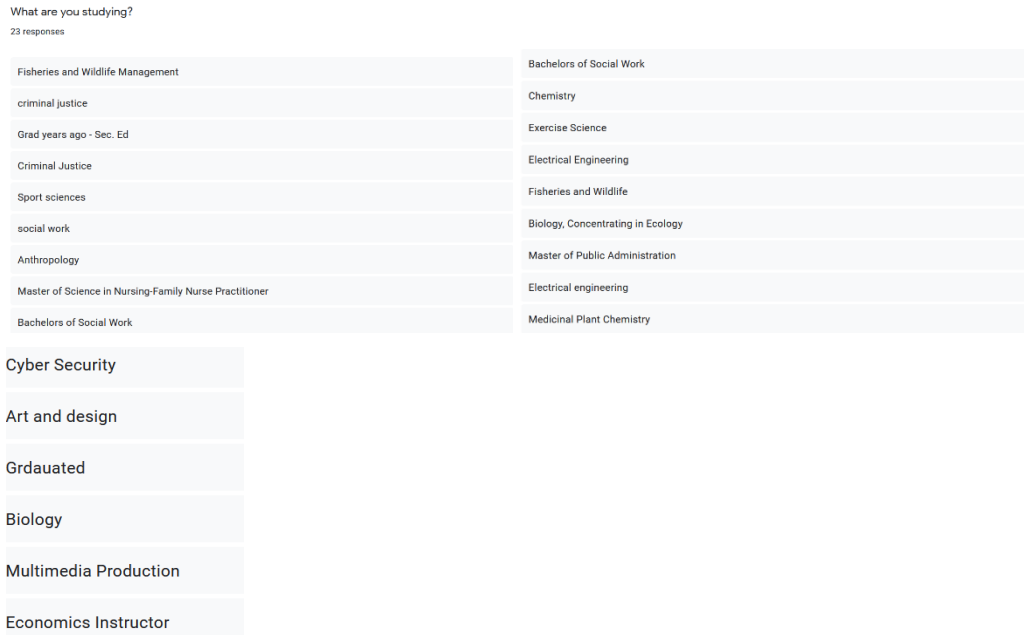 What are you studying?
23 responses
Fisheries and Wildlife Management
criminal justice
Grad years ago - Sec. Ed
Criminal Justice
Sport sciences
social work
Anthropology
Master of Science in Nursing-Family Nurse Practitioner
Bachelors of Social Work
Bachelors of Social Work
Chemistry
Exercise Science
Electrical Engineering
Fisheries and Wildlife
Biology, Concentrating in Ecology
Master of Public Administration
Electrical engineering
Medicinal Plant Chemistry
Cyber Security
Art and design
Grdauated
Biology
Multimedia Production
Economics Instructor